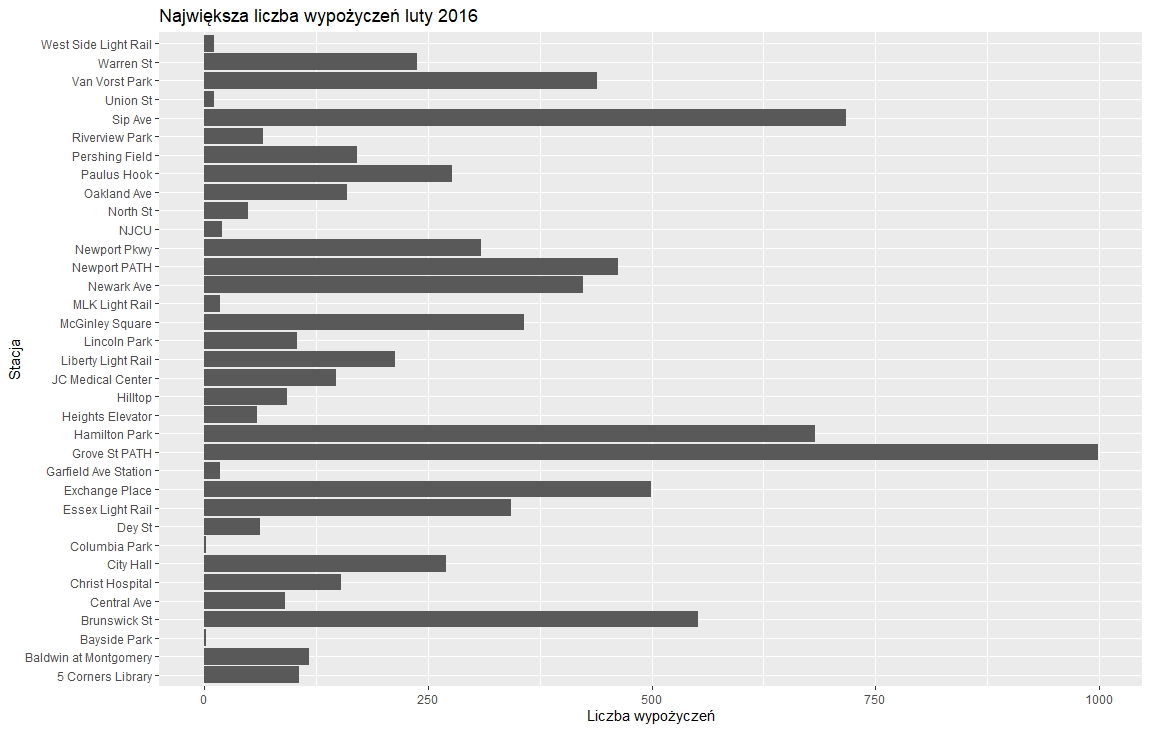 Największa liczba wypożyczeń luty 2016
West Side Light Rail
Warren St
Van Vorst Park
Union St
Sip Ave
Riverview Park
Pershing Field
Paulus Hook
Oakland Ave
North St
NJCU
Newport Pkwy
Newport PATH
Newark Ave
MLK Light Rail
McGinley Square
Lincoln Park
Liberty Light Rail
JC Medical Center
Hilltop
Heights Elevator
Hamilton Park
Grove St PATH
Garfield Ave Station
Exchange Place
Essex Light Rail
Dey St
Columbia Park
City Hall
Christ Hospital
Central Ave
Brunswick St
Bayside Park
Baldwin at Montgomery
5 Corners Library
Stacja
0 250 500 750 1000
Liczba wypożyczeń